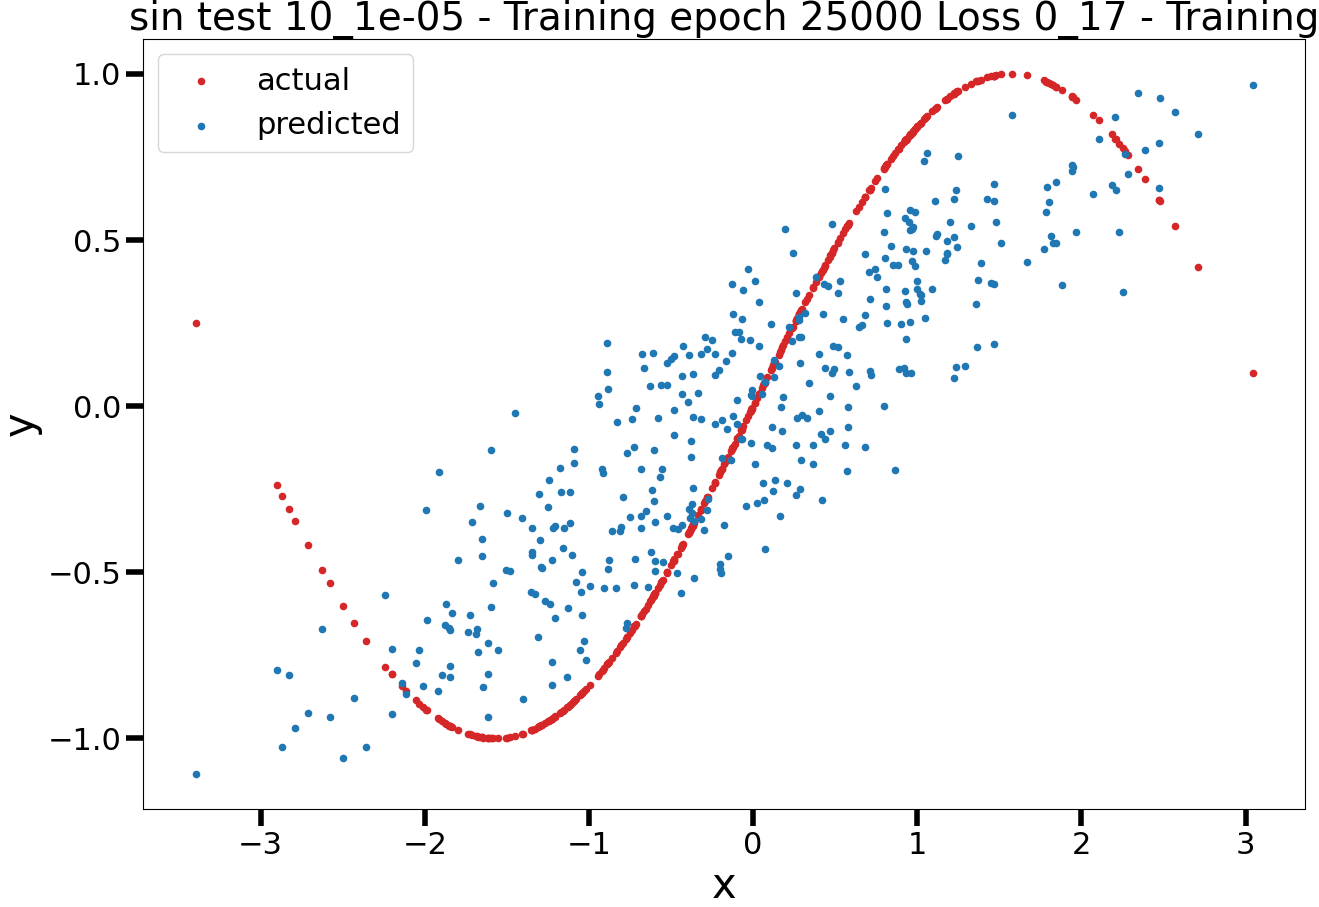 sin test 10_1e-05 - Training epoch 25000 Loss 0_17 - Training
actual
predicted
1.0
0.5
0.0
−0.5
−1.0
y
−3
−2
−1
0
1
2
3
x